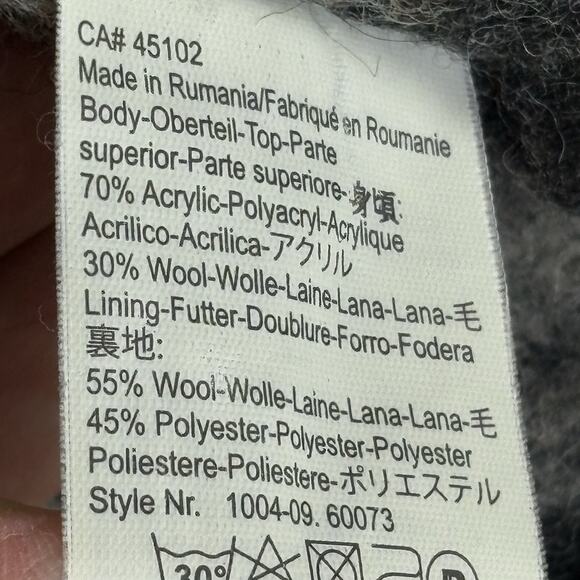 CA# 45102
Made in Rumania/Fabriqué en Roumanie
Body-Oberteil-Top-Parte
superior-Parte superiore-身頃:
70% Acrylic-Polyacryl-Acrylique
Acrilico-Acrilica-アクリル
30% Wool-Wolle-Laine-Lana-Lana-毛
Lining-Futter-Doublure-Forro-Fodera
裏地:
55% Wool-Wolle-Laine-Lana-Lana-毛
45% Polyester-Polyester-Polyester
Poliestere-Poliestere-ポリエステル
Style Nr. 1004-09. 60073
30°
P